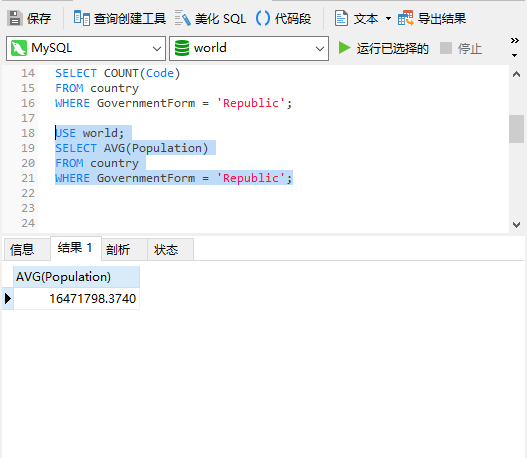 保存 查询创建工具 美化 SQL 代码段 文本 导出结果
MySQL world 运行已选择的 停止
14 SELECT COUNT(Code)
15 FROM country
16 WHERE GovernmentForm = 'Republic';
17
18 USE world;
19 SELECT AVG(Population)
20 FROM country
21 WHERE GovernmentForm = 'Republic';
22
23
24
信息 结果 1 剖析 状态
AVG(Population)
16471798.3740